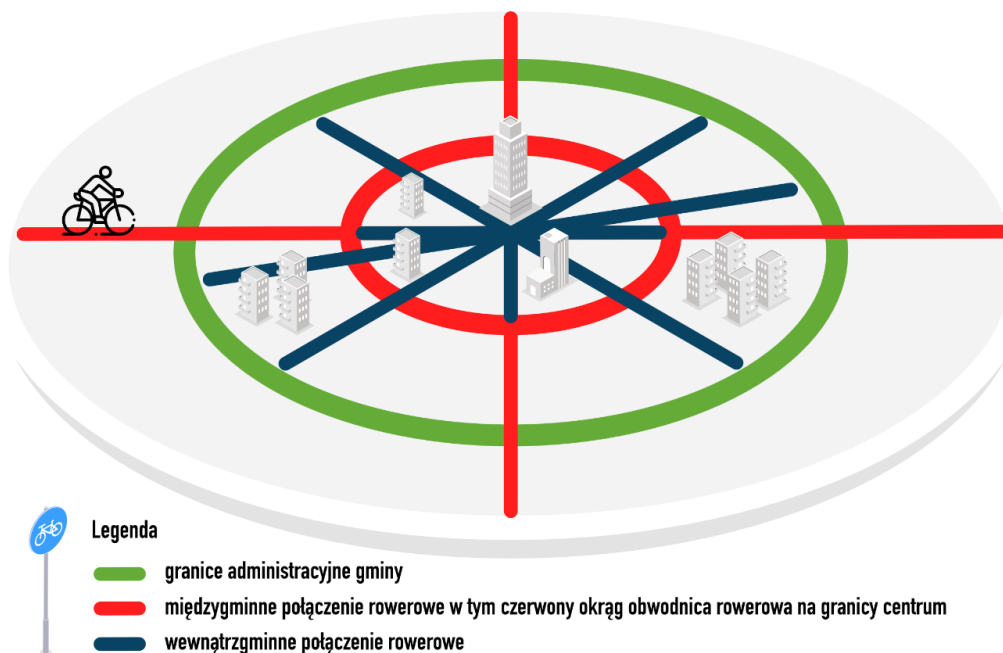 Legenda
granice administracyjne gminy
międzygminne połączenie rowerowe w tym czerwony okrąg obwodnica rowerowa na granicy centrum
wewnątrzgminne połączenie rowerowe